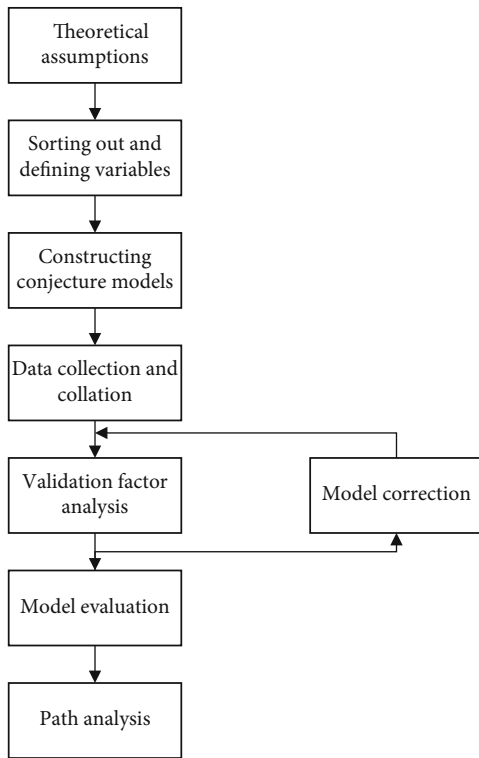 Theoretical
assumptions
Sorting out and
defining variables
Constructing
conjecture models
Data collection and
collation
Validation factor
analysis
Model correction
Model evaluation
Path analysis